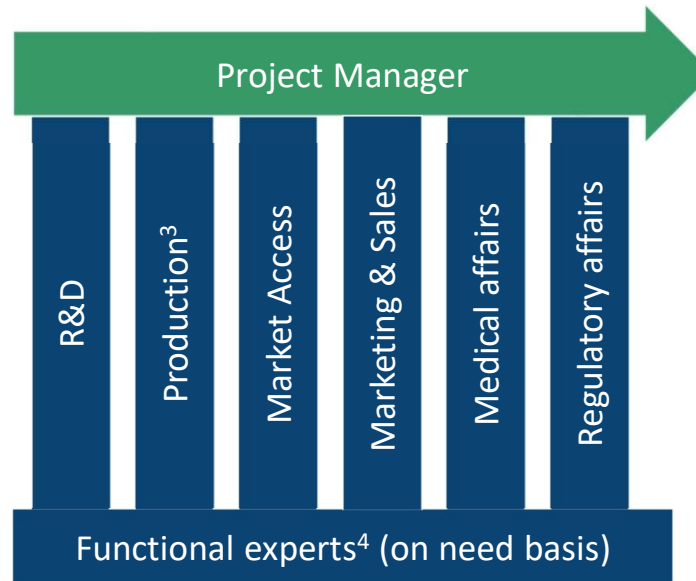 Project Manager
R&D
Production³
Market Access
Marketing & Sales
Medical affairs
Regulatory affairs
Functional experts⁴ (on need basis)